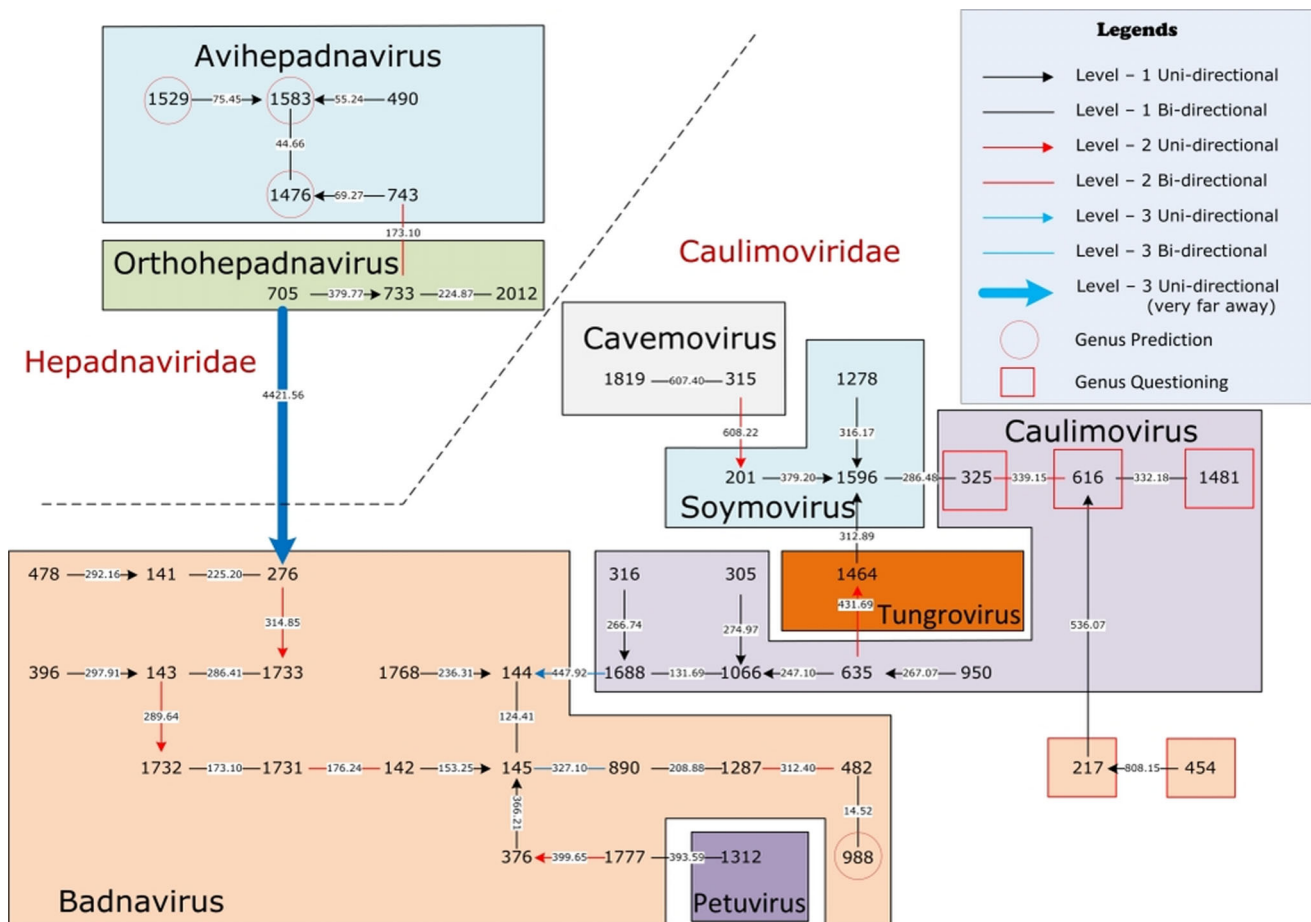 Legends
Level – 1 Uni-directional
Level – 1 Bi-directional
Level – 2 Uni-directional
Level – 2 Bi-directional
Level – 3 Uni-directional
Level – 3 Bi-directional
Level – 3 Uni-directional
(very far away)
Genus Prediction
Genus Questioning
Avihepadnavirus
1529 75.45 1583 55.24 490
44.66
1476 69.27 743
173.10
Orthohepadnavirus
705 379.77 733 224.87 2012
Hepadnaviridae
4421.56
Caulimoviridae
Cavemovirus
1819 607.40 315
608.22
1278
316.17
201 379.20 1596 286.48
Soymovirus
312.89
Caulimovirus
325 339.15 616 332.18 1481
536.07
1464
Tungrovirus
431.69
316 305
266.74 274.97
447.92 1688 131.69 1066 247.10 635 267.07 950
217 808.15 454
478 292.16 141 225.20 276
314.85
396 297.91 143 286.41 1733
1768 236.31 144
289.64
124.41
1732 173.10 1731 176.24 142 153.25 145 327.10 890 208.88 1287 312.40 482
366.21
14.52
376 399.65 1777 393.59 1312
988
Petuvirus
Badnavirus